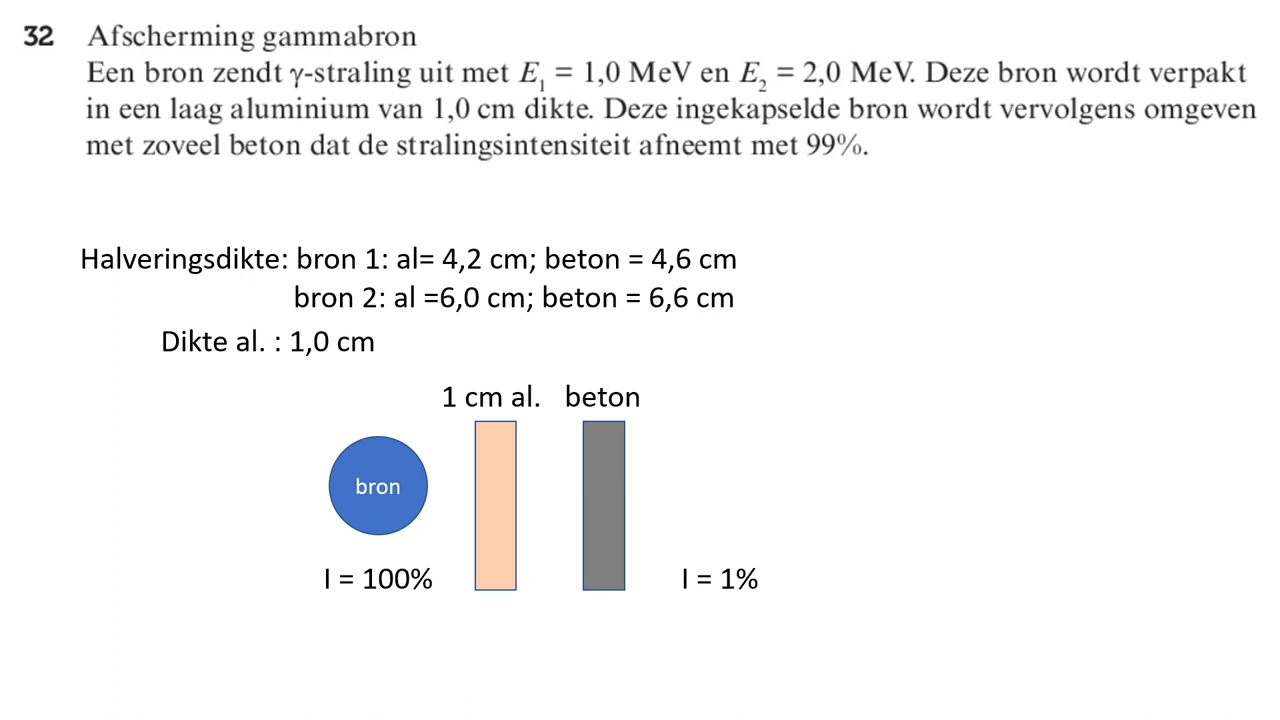 32 Afscherming gammabron
Een bron zendt γ-straling uit met E₁ = 1,0 MeV en E₂ = 2,0 MeV. Deze bron wordt verpakt
in een laag aluminium van 1,0 cm dikte. Deze ingekapselde bron wordt vervolgens omgeven
met zoveel beton dat de stralingsintensiteit afneemt met 99%.
Halveringsdikte: bron 1: al= 4,2 cm; beton = 4,6 cm
bron 2: al =6,0 cm; beton = 6,6 cm
Dikte al. : 1,0 cm
1 cm al. beton
bron
I = 100% I = 1%